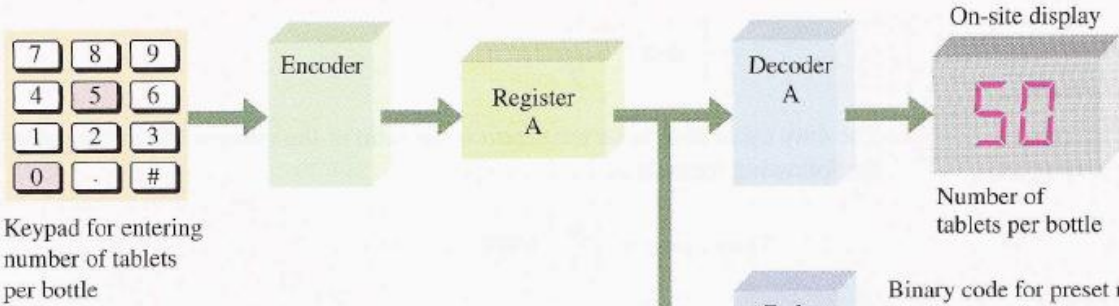 On-site display
7 8 9
4 5 6
1 2 3
0 . #
Encoder
Register
A
Decoder
A
50
Number of
tablets per bottle
Keypad for entering
number of tablets
per bottle
Binary code for preset